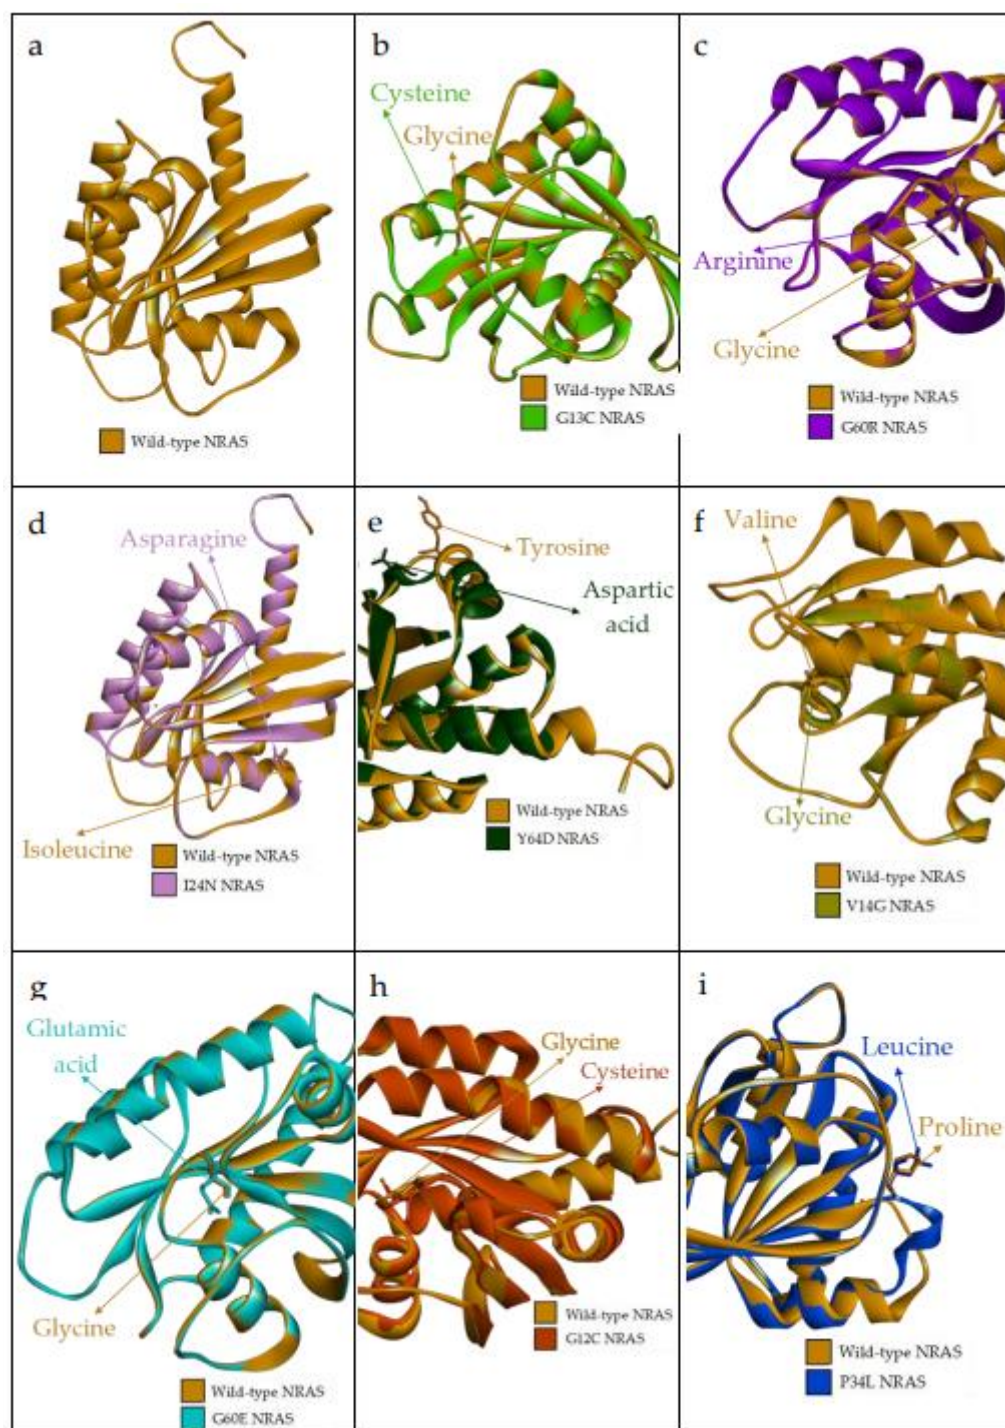 a
Wild-type NRAS
b
Cysteine
Glycine
Wild-type NRAS
G13C NRAS
c
Arginine
Glycine
Wild-type NRAS
G60R NRAS
d
Asparagine
Isoleucine
Wild-type NRAS
I24N NRAS
e
Tyrosine
Aspartic
acid
Wild-type NRAS
Y64D NRAS
f
Valine
Glycine
Wild-type NRAS
V14G NRAS
g
Glutamic
acid
Glycine
Wild-type NRAS
G60E NRAS
h
Glycine
Cysteine
Wild-type NRAS
G12C NRAS
i
Leucine
Proline
Wild-type NRAS
P34L NRAS